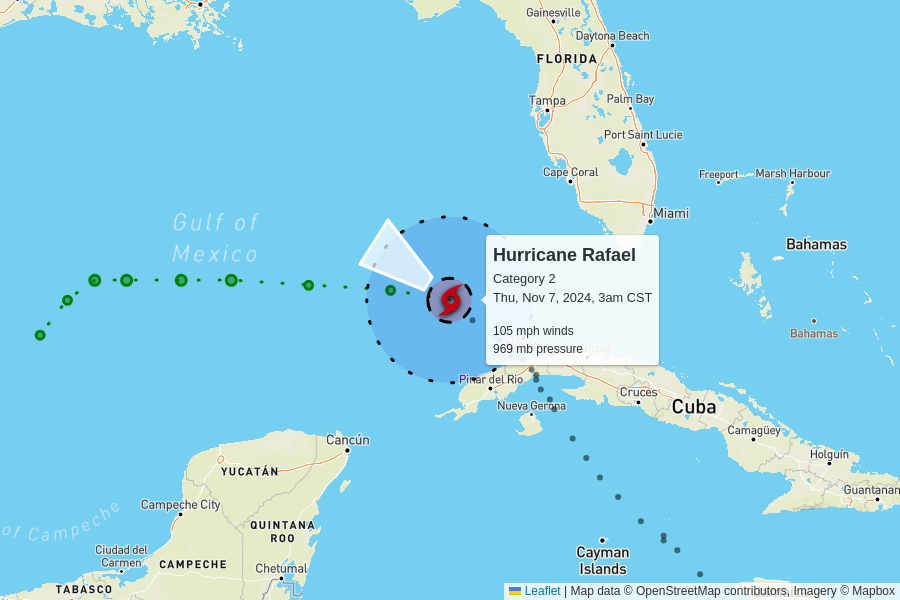 Gainesville
Daytona Beach
FLORIDA
Tampa
Palm Bay
Port Saint Lucie
Cape Coral
Freeport
Marsh Harbour
Miami
Gulf of
Mexico
Bahamas
Hurricane Rafael
Category 2
Thu, Nov 7, 2024, 3am CST
105 mph winds
969 mb pressure
Bahamas
Pinar del Río
Cruces
Nueva Gerona
Cuba
Camagüey
Cancún
Holguín
YUCATÁN
Guantanam
Campeche City
of Campeche
QUINTANA
ROO
Ciudad del
Carmen
CAMPECHE
Cayman
Islands
Chetumal
TABASCO
Leaflet | Map data © OpenStreetMap contributors, Imagery © Mapbox